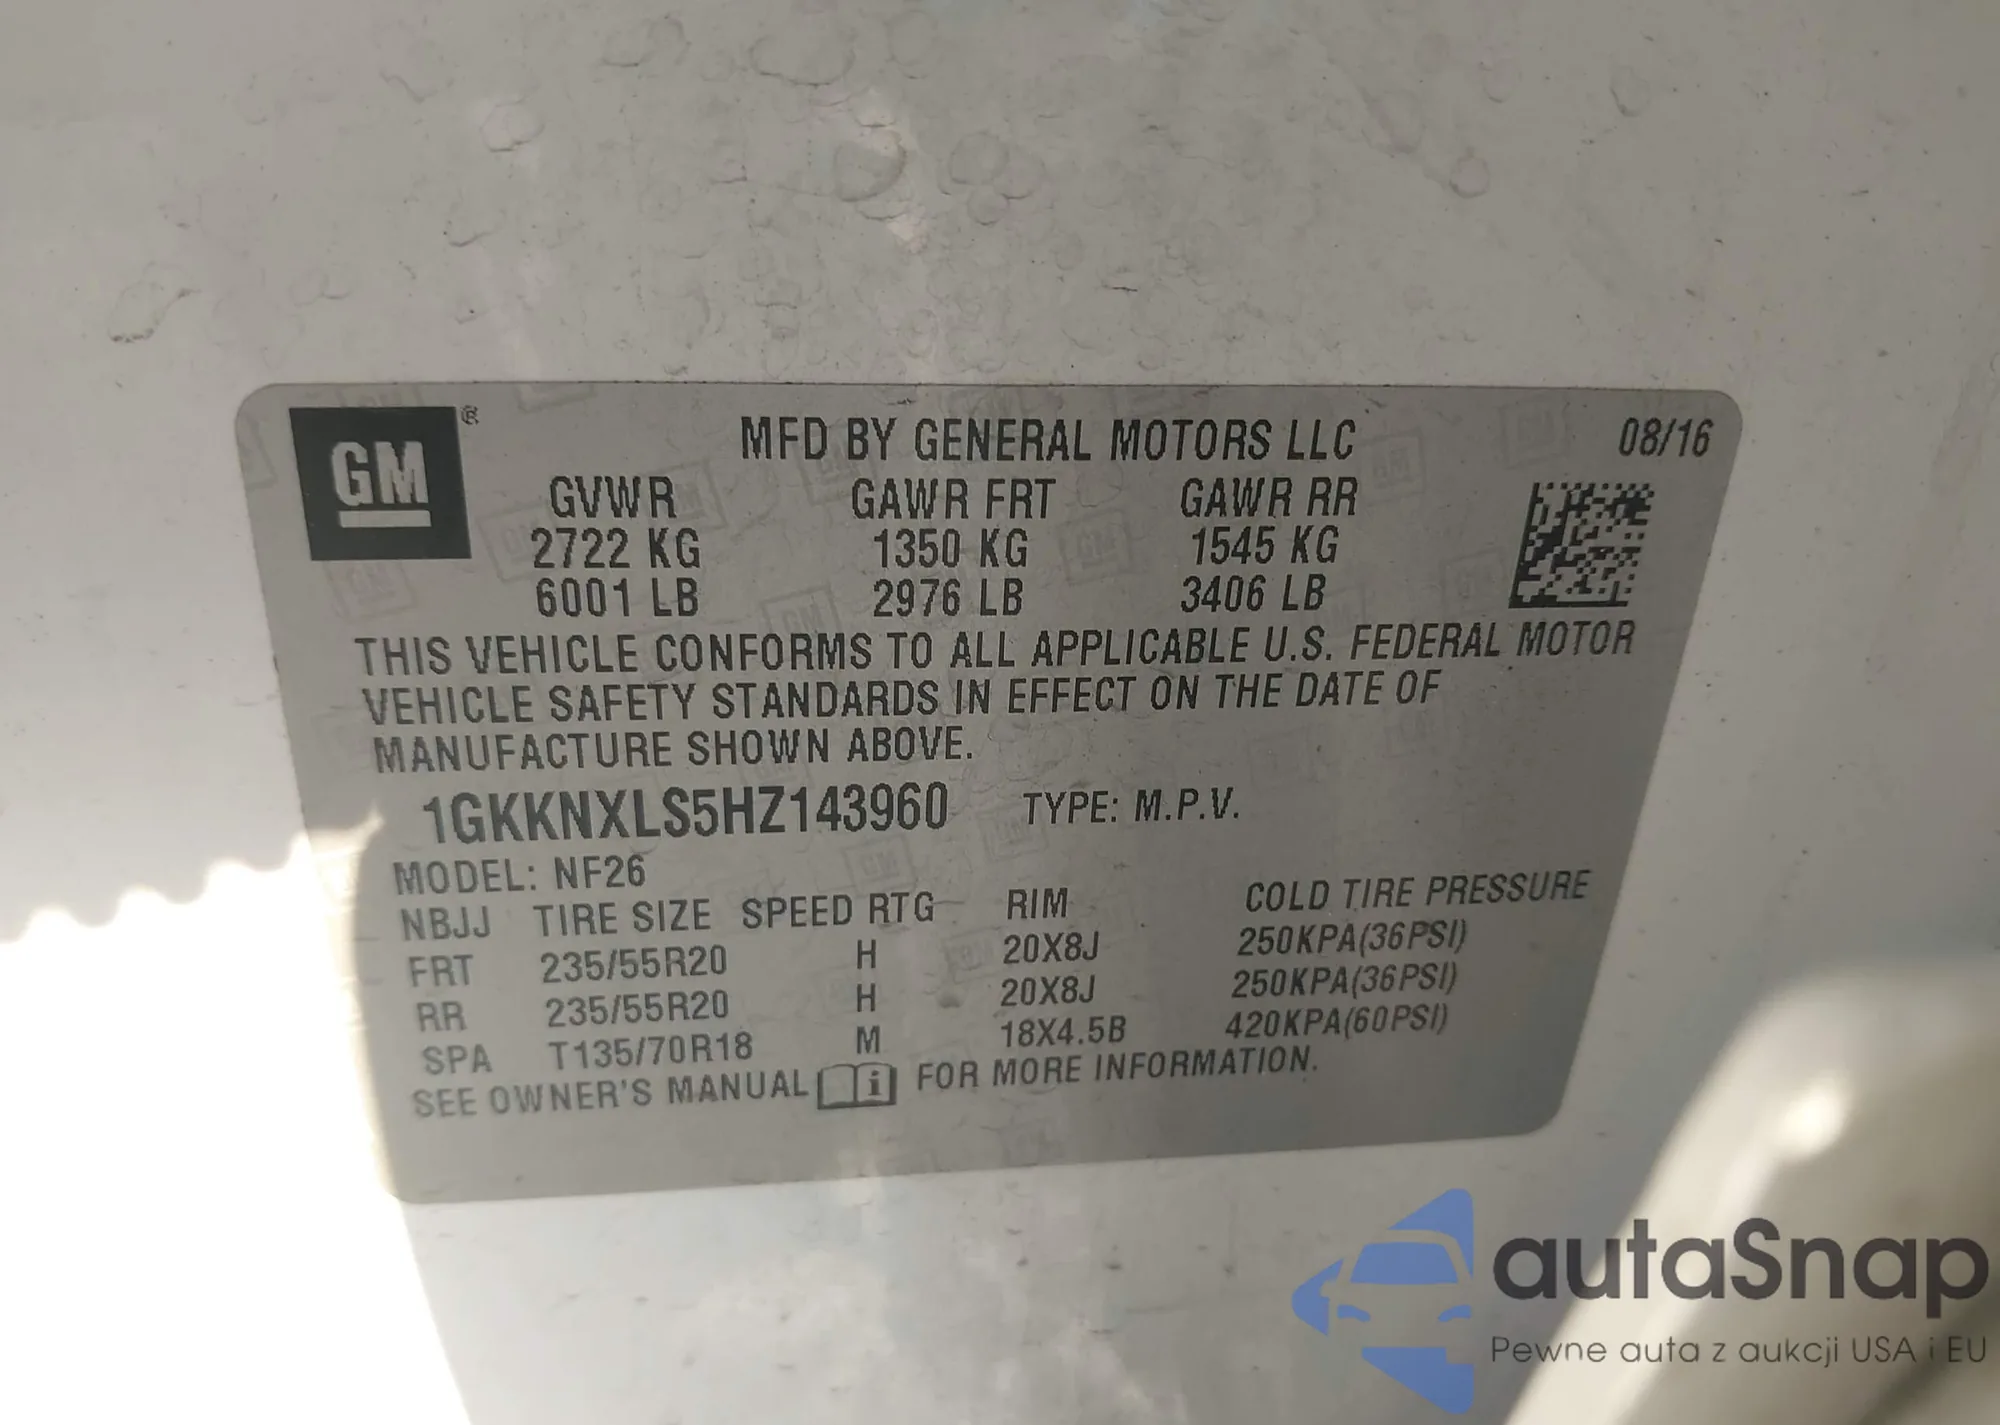 GM ®
MFD BY GENERAL MOTORS LLC 08/16
GVWR GAWR FRT GAWR RR
2722 KG 1350 KG 1545 KG
6001 LB 2976 LB 3406 LB
THIS VEHICLE CONFORMS TO ALL APPLICABLE U.S. FEDERAL MOTOR
VEHICLE SAFETY STANDARDS IN EFFECT ON THE DATE OF
MANUFACTURE SHOWN ABOVE.
1GKKNXLS5HZ143960 TYPE: M.P.V.
MODEL: NF26
NBJJ TIRE SIZE SPEED RTG RIM COLD TIRE PRESSURE
FRT 235/55R20 H 20X8J 250KPA(36PSI)
RR 235/55R20 H 20X8J 250KPA(36PSI)
SPA T135/70R18 M 18X4.5B 420KPA(60PSI)
SEE OWNER'S MANUAL i FOR MORE INFORMATION.
autaSnap
Pewne auta z aukcji USA i EU